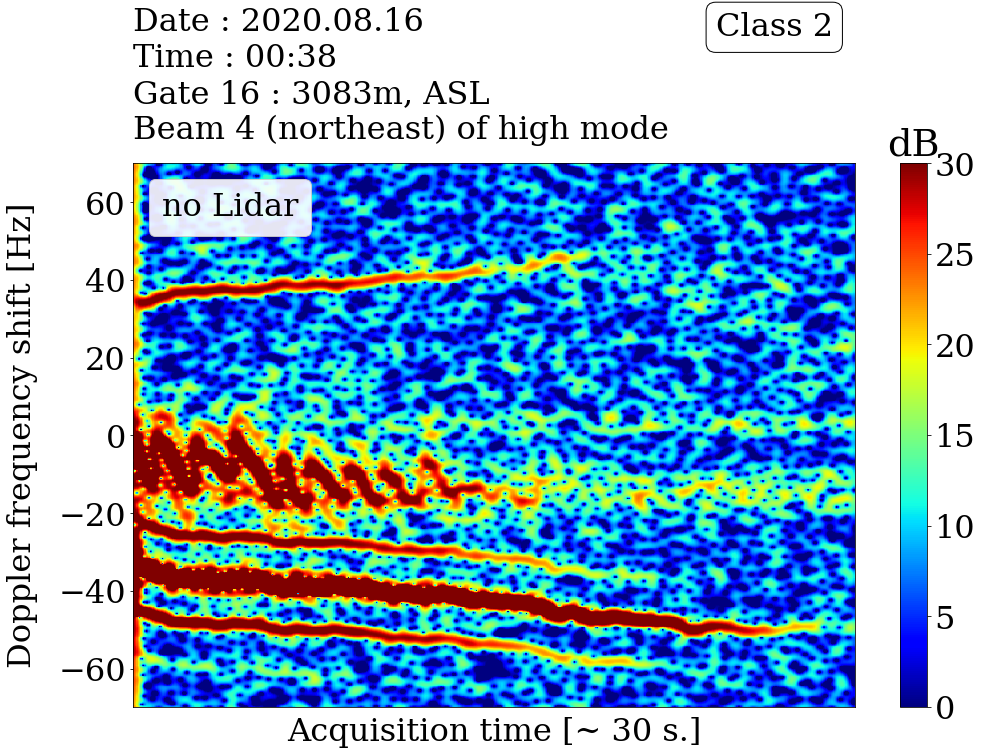 Date : 2020.08.16
Time : 00:38
Gate 16 : 3083m, ASL
Beam 4 (northeast) of high mode
Class 2
dB
no Lidar
Doppler frequency shift [Hz]
60
40
20
0
−20
−40
−60
30
25
20
15
10
5
0
Acquisition time [~ 30 s.]